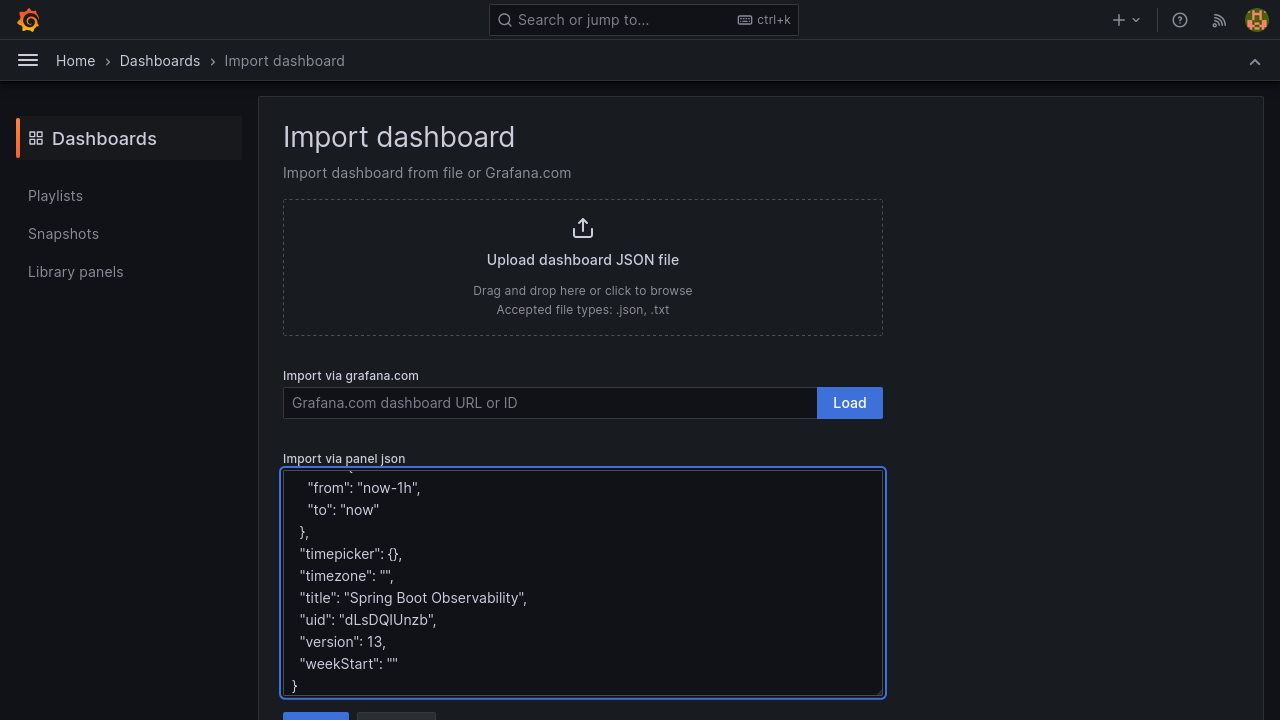 Search or jump to...
ctrl+k
Home
Dashboards
Import dashboard
Dashboards
Playlists
Snapshots
Library panels
Import dashboard
Import dashboard from file or Grafana.com
Upload dashboard JSON file
Drag and drop here or click to browse
Accepted file types: .json, .txt
Import via grafana.com
Grafana.com dashboard URL or ID
Load
Import via panel json
"from": "now-1h",
"to": "now"
},
"timepicker": {},
"timezone": "",
"title": "Spring Boot Observability",
"uid": "dLsDQIUnzb",
"version": 13,
"weekStart": ""
}